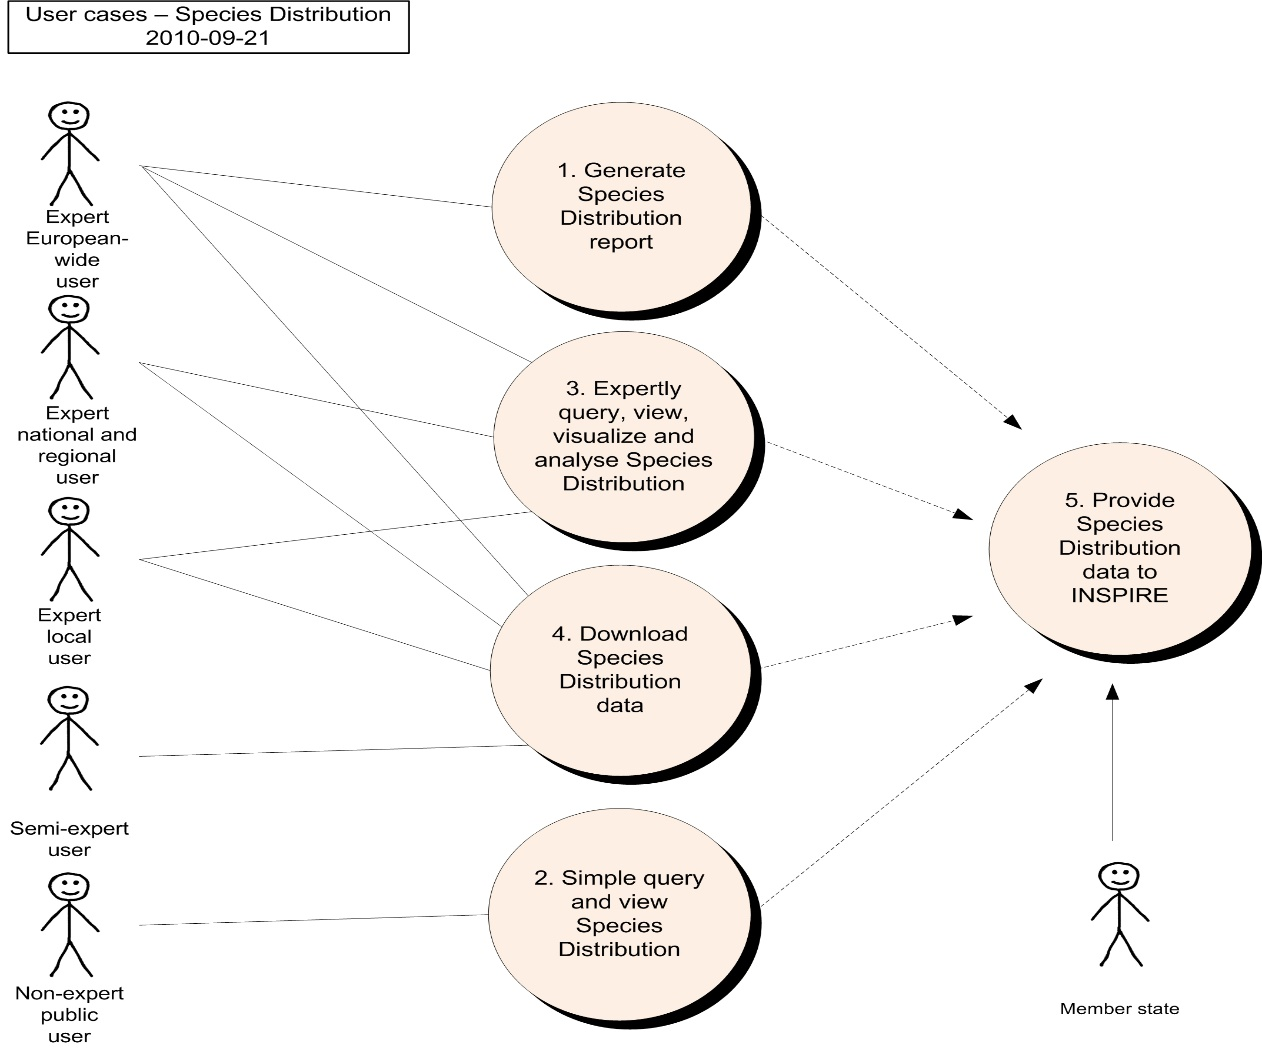 User cases – Species Distribution
2010-09-21
Expert
European-
wide
user
Expert
national and
regional
user
Expert
local
user
Semi-expert
user
Non-expert
public
user
1. Generate
Species
Distribution
report
3. Expertly
query, view,
visualize and
analyse Species
Distribution
4. Download
Species
Distribution
data
2. Simple query
and view
Species
Distribution
5. Provide
Species
Distribution
data to
INSPIRE
Member state